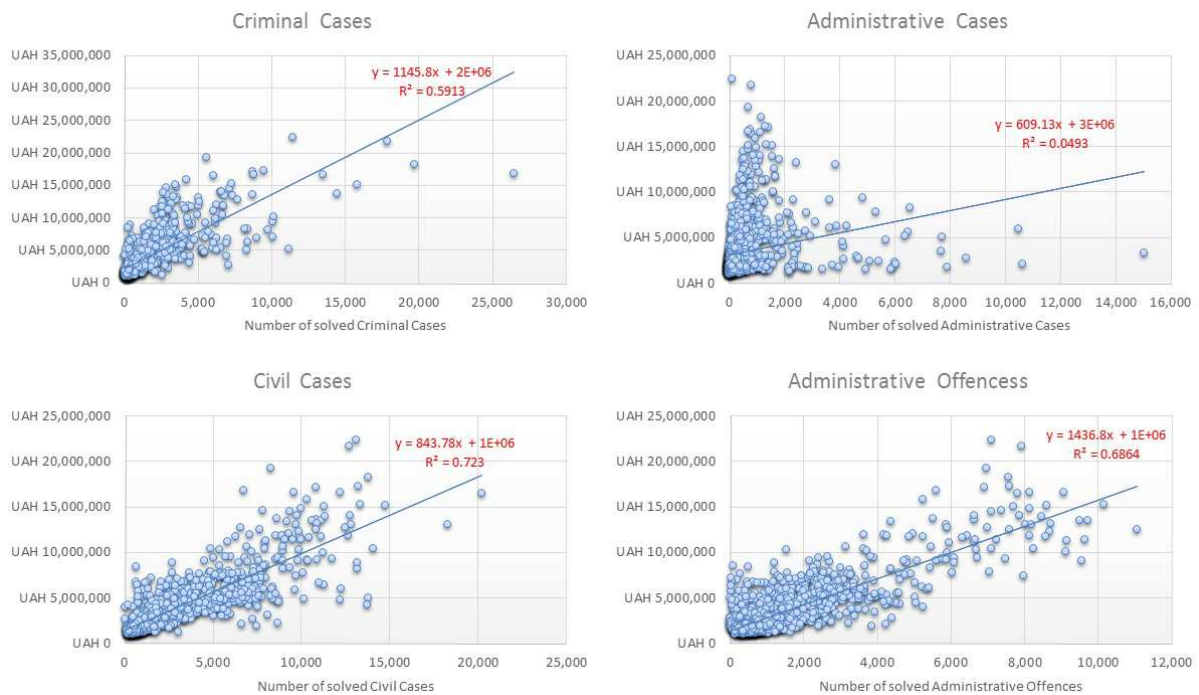 Criminal Cases
UAH 35,000,000
UAH 30,000,000
UAH 25,000,000
UAH 20,000,000
UAH 15,000,000
UAH 10,000,000
UAH 5,000,000
UAH 0
y = 1145.8x + 2E+06
R² = 0.5913
0
5,000
10,000
15,000
20,000
25,000
30,000
Number of solved Criminal Cases
Administrative Cases
UAH 25,000,000
UAH 20,000,000
UAH 15,000,000
UAH 10,000,000
UAH 5,000,000
UAH 0
y = 609.13x + 3E+06
R² = 0.0493
0
2,000
4,000
6,000
8,000
10,000
12,000
14,000
16,000
Number of solved Administrative Cases
Civil Cases
UAH 25,000,000
UAH 20,000,000
UAH 15,000,000
UAH 10,000,000
UAH 5,000,000
UAH 0
y = 843.78x + 1E+06
R² = 0.723
0
5,000
10,000
15,000
20,000
25,000
Number of solved Civil Cases
Administrative Offencess
UAH 25,000,000
UAH 20,000,000
UAH 15,000,000
UAH 10,000,000
UAH 5,000,000
UAH 0
y = 1436.8x + 1E+06
R² = 0.6864
0
2,000
4,000
6,000
8,000
10,000
12,000
Number of solved Administrative Offences